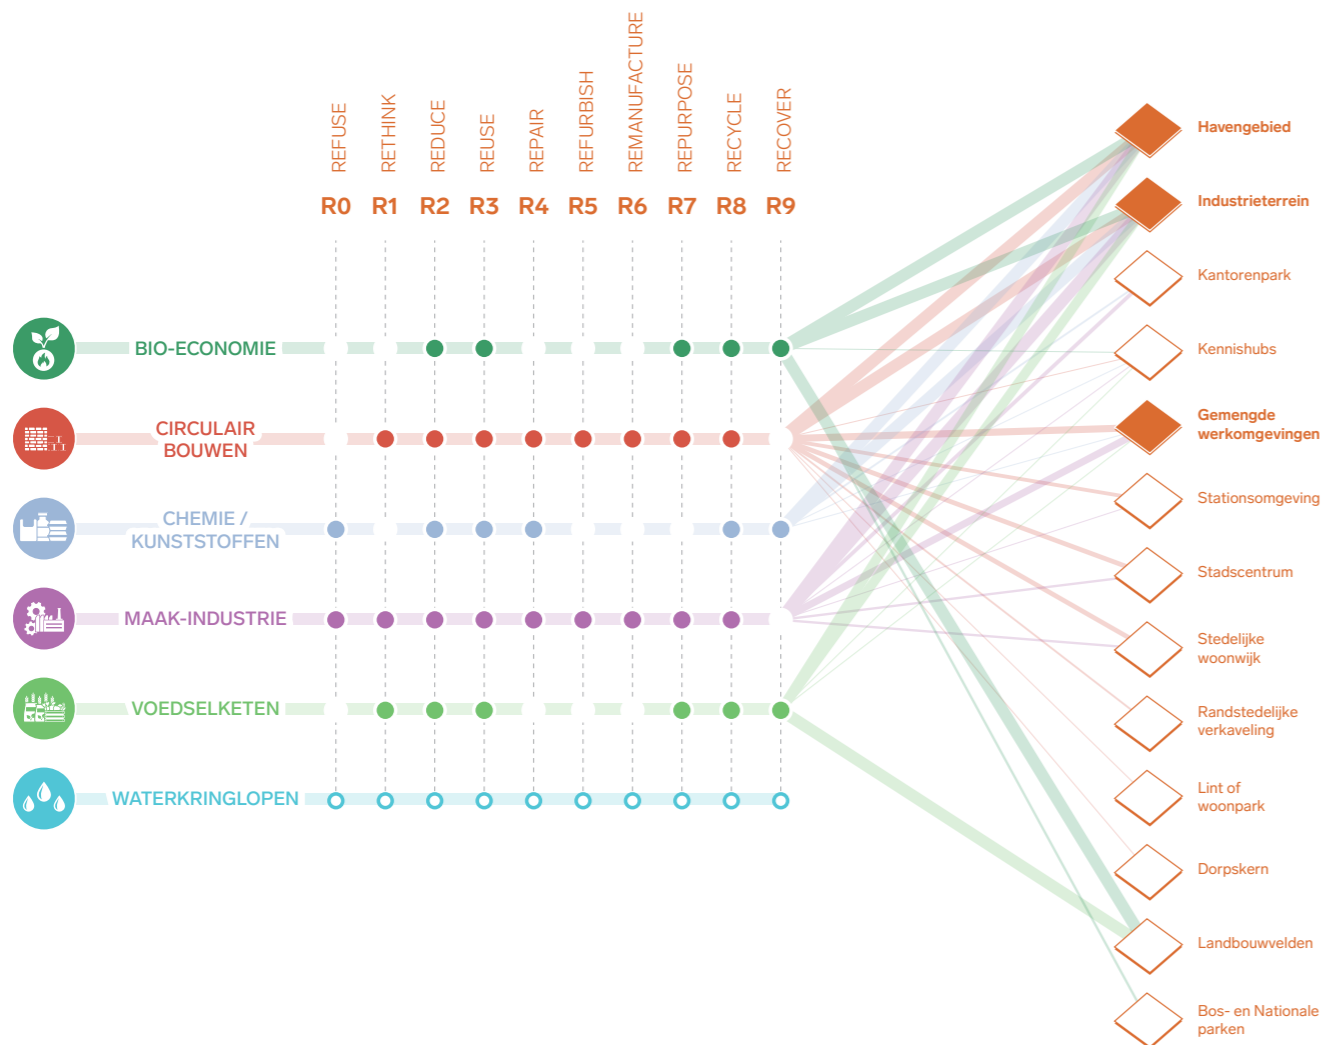 REFUSE
RETHINK
REDUCE
REUSE
REPAIR
REFURBISH
REMANUFACTURE
REPURPOSE
RECYCLE
RECOVER
R0 R1 R2 R3 R4 R5 R6 R7 R8 R9
BIO-ECONOMIE
CIRCULAIR
BOUWEN
CHEMIE /
KUNSTSTOFFEN
MAAK-INDUSTRIE
VOEDSELKETEN
WATERKRINGLOPEN
Havengebied
Industrieterrein
Kantorenpark
Kennishubs
Gemengde
werkomgevingen
Stationsomgeving
Stadscentrum
Stedelijke
woonwijk
Randstedelijke
verkaveling
Lint of
woonpark
Dorpskern
Landbouwvelden
Bos- en Nationale
parken